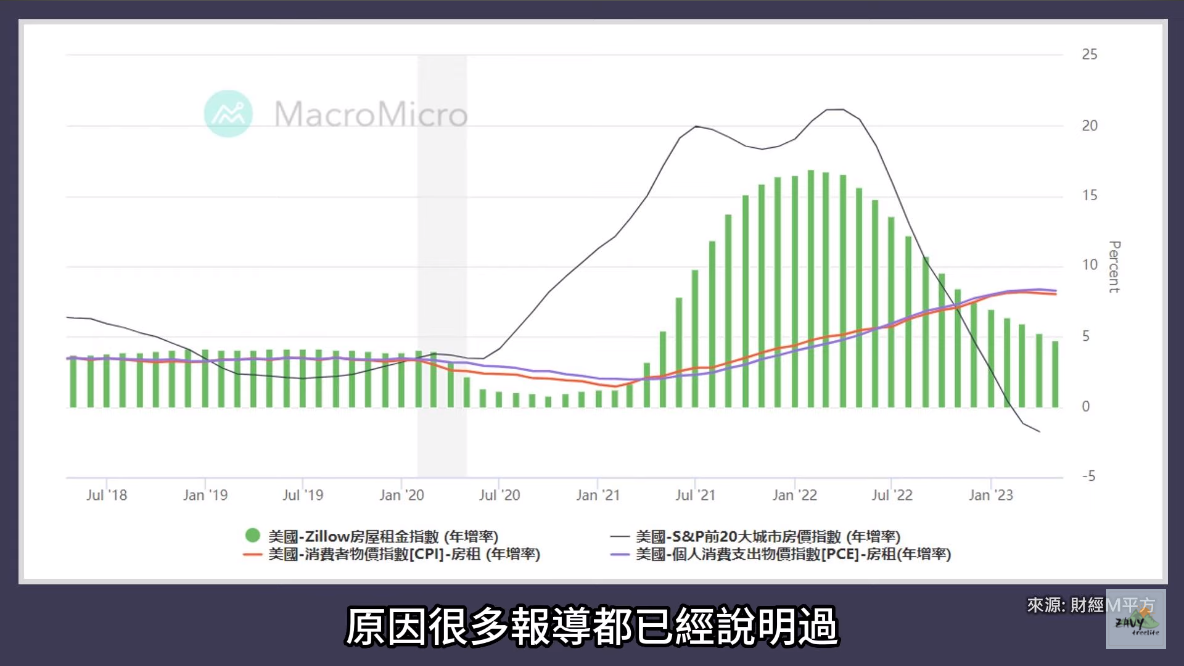 MacroMicro
25
20
15
10
5
0
-5
Percent
Jul '18
Jan '19
Jul '19
Jan '20
Jul '20
Jan '21
Jul '21
Jan '22
Jul '22
Jan '23
美國-Zillow房屋租金指數 (年增率)
美國-S&P前20大城市房價指數 (年增率)
美國-消費者物價指數[CPI]-房租 (年增率)
美國-個人消費支出物價指數[PCE]-房租(年增率)
來源: 財經M平方
ZAVY
freelife
原因很多報導都已經說明過